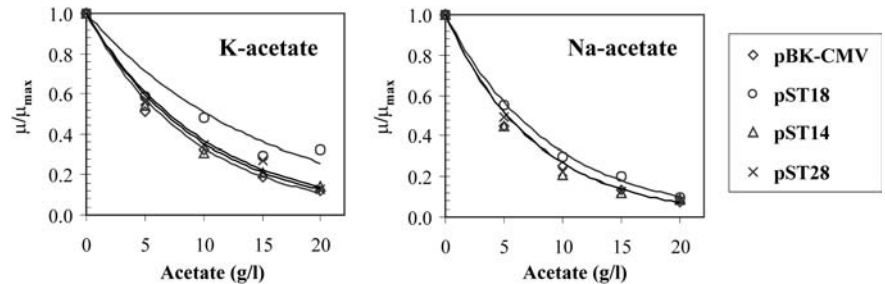 K-acetate
μ/μmax
1.0
0.8
0.6
0.4
0.2
0.0
0
5
10
15
20
Acetate (g/l)
Na-acetate
μ/μmax
1.0
0.8
0.6
0.4
0.2
0.0
0
5
10
15
20
Acetate (g/l)
pBK-CMV
pST18
pST14
pST28